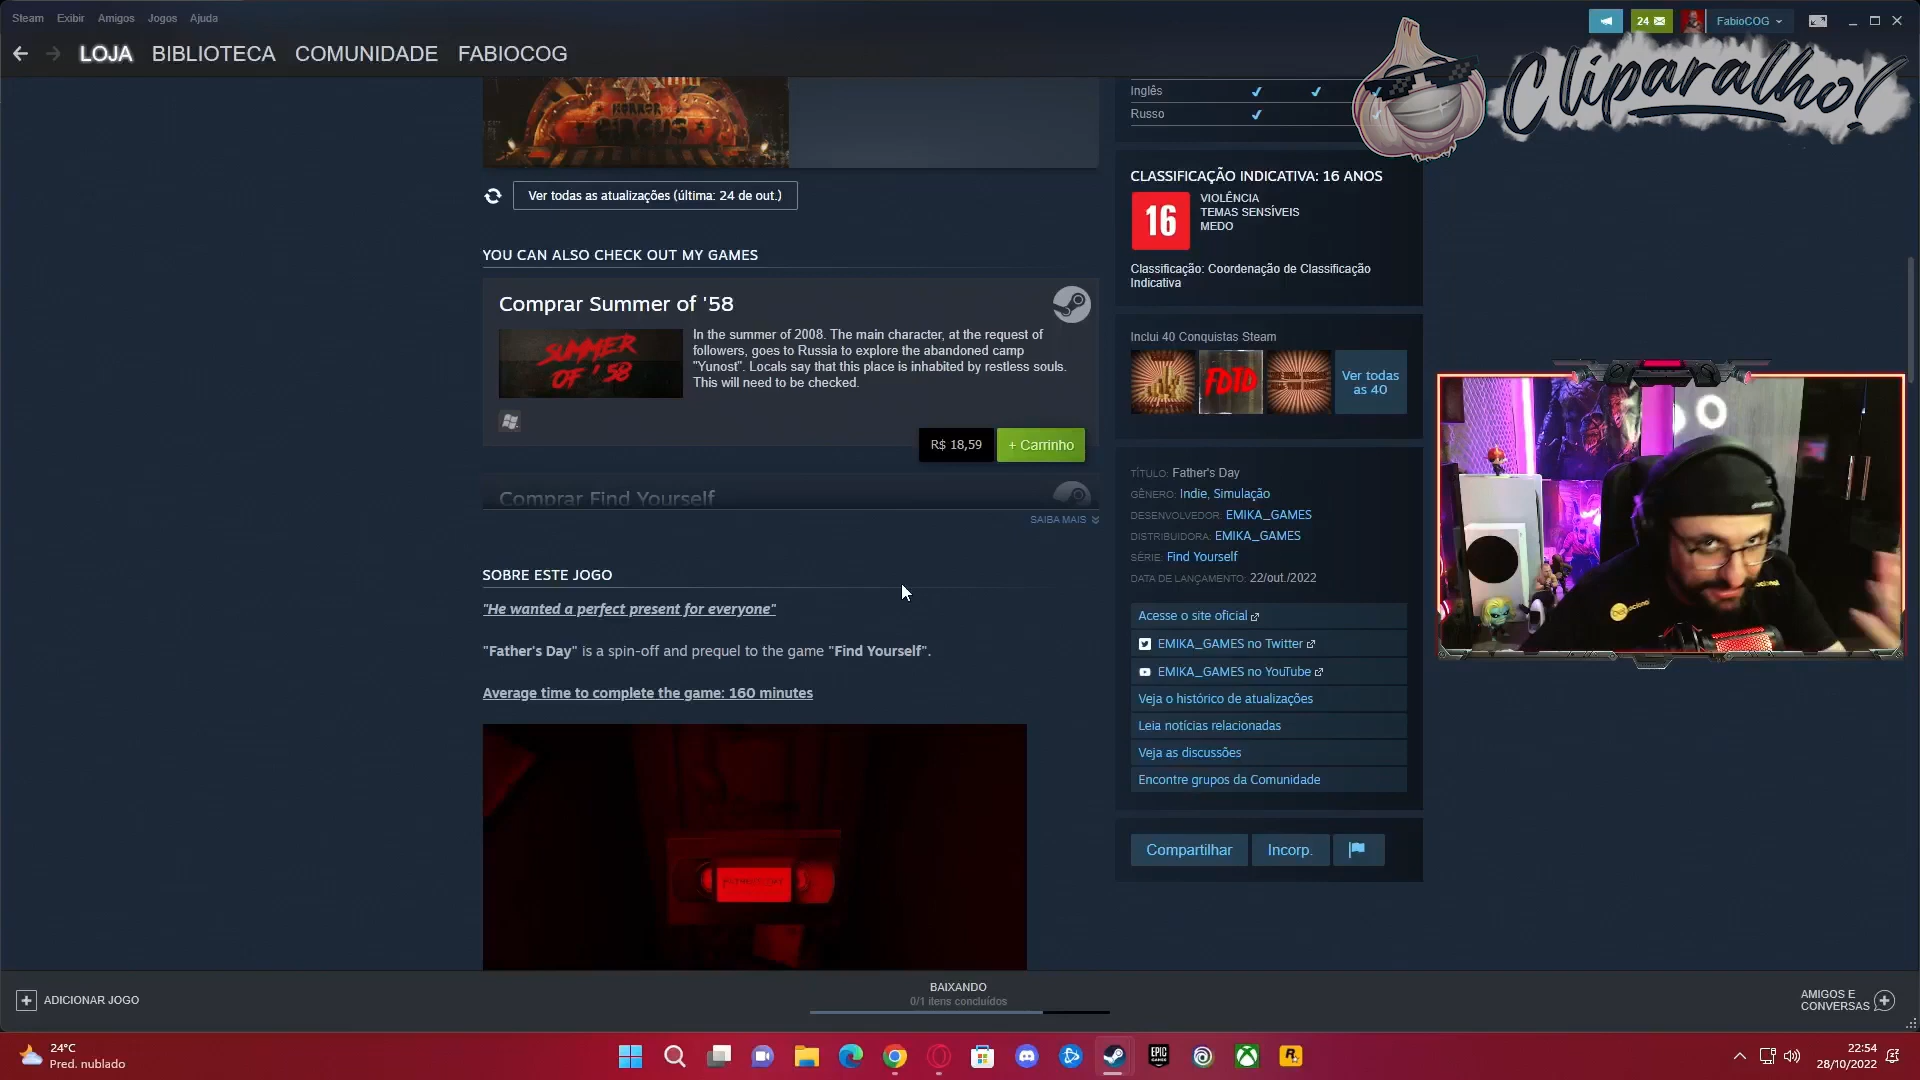 Steam Exibir Amigos Jogos Ajuda
24
FabioCOG
LOJA BIBLIOTECA COMUNIDADE FABIOCOG
Cliparalho!
HORROR
CIRCUS
Ver todas as atualizações (última: 24 de out.)
YOU CAN ALSO CHECK OUT MY GAMES
Comprar Summer of '58
SUMMER
OF '58
In the summer of 2008. The main character, at the request of
followers, goes to Russia to explore the abandoned camp
"Yunost". Locals say that this place is inhabited by restless souls.
This will need to be checked.
R$ 18,59
+ Carrinho
Comprar Find Yourself
SAIBA MAIS
SOBRE ESTE JOGO
"He wanted a perfect present for everyone"
"Father's Day" is a spin-off and prequel to the game "Find Yourself".
Average time to complete the game: 160 minutes
Inglês
Russo
CLASSIFICAÇÃO INDICATIVA: 16 ANOS
16
VIOLÊNCIA
TEMAS SENSÍVEIS
MEDO
Classificação: Coordenação de Classificação
Indicativa
Inclui 40 Conquistas Steam
FDTD
Ver todas
as 40
TÍTULO: Father's Day
GÊNERO: Indie, Simulação
DESENVOLVEDOR: EMIKA_GAMES
DISTRIBUIDORA: EMIKA_GAMES
SÉRIE: Find Yourself
DATA DE LANÇAMENTO: 22/out./2022
Acesse o site oficial
EMIKA_GAMES no Twitter
EMIKA_GAMES no YouTube
Veja o histórico de atualizações
Leia notícias relacionadas
Veja as discussões
Encontre grupos da Comunidade
Compartilhar
Incorp.
ADICIONAR JOGO
BAIXANDO
0/1 itens concluídos
AMIGOS E
CONVERSAS
24°C
Pred. nublado
EPIC
GAMES
R
22:54
28/10/2022